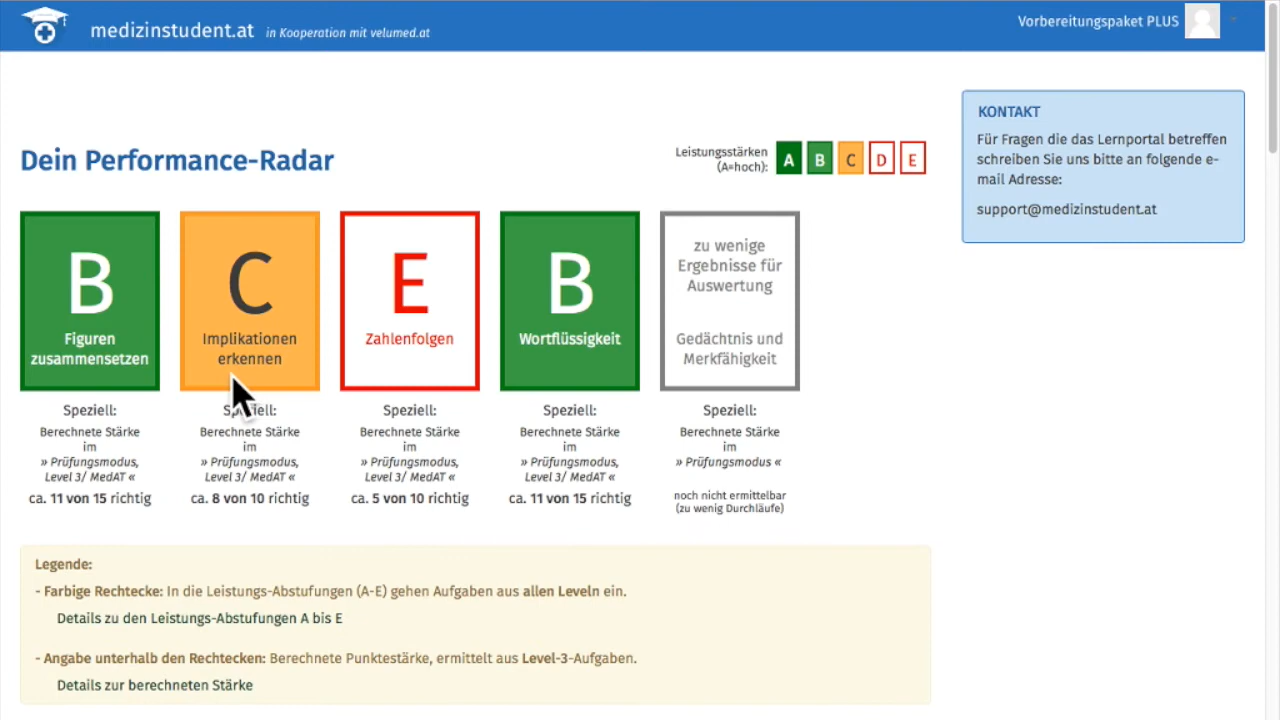 medizinstudent.at in Kooperation mit velumed.at
Vorbereitungspaket PLUS
Dein Performance-Radar
Leistungsstärken
(A=hoch):
A B C D E
B
Figuren
zusammensetzen
Speziell:
Berechnete Stärke
im
» Prüfungsmodus,
Level 3/ MedAT «
ca. 11 von 15 richtig
C
Implikationen
erkennen
Speziell:
Berechnete Stärke
im
» Prüfungsmodus,
Level 3/ MedAT «
ca. 8 von 10 richtig
E
Zahlenfolgen
Speziell:
Berechnete Stärke
im
» Prüfungsmodus,
Level 3/ MedAT «
ca. 5 von 10 richtig
B
Wortflüssigkeit
Speziell:
Berechnete Stärke
im
» Prüfungsmodus,
Level 3/ MedAT «
ca. 11 von 15 richtig
zu wenige
Ergebnisse für
Auswertung
Gedächtnis und
Merkfähigkeit
Speziell:
Berechnete Stärke
im
» Prüfungsmodus «
noch nicht ermittelbar
(zu wenig Durchläufe)
KONTAKT
Für Fragen die das Lernportal betreffen
schreiben Sie uns bitte an folgende e-
mail Adresse:
support@medizinstudent.at
Legende:
- Farbige Rechtecke: In die Leistungs-Abstufungen (A-E) gehen Aufgaben aus allen Leveln ein.
Details zu den Leistungs-Abstufungen A bis E
- Angabe unterhalb den Rechtecken: Berechnete Punktestärke, ermittelt aus Level-3-Aufgaben.
Details zur berechneten Stärke